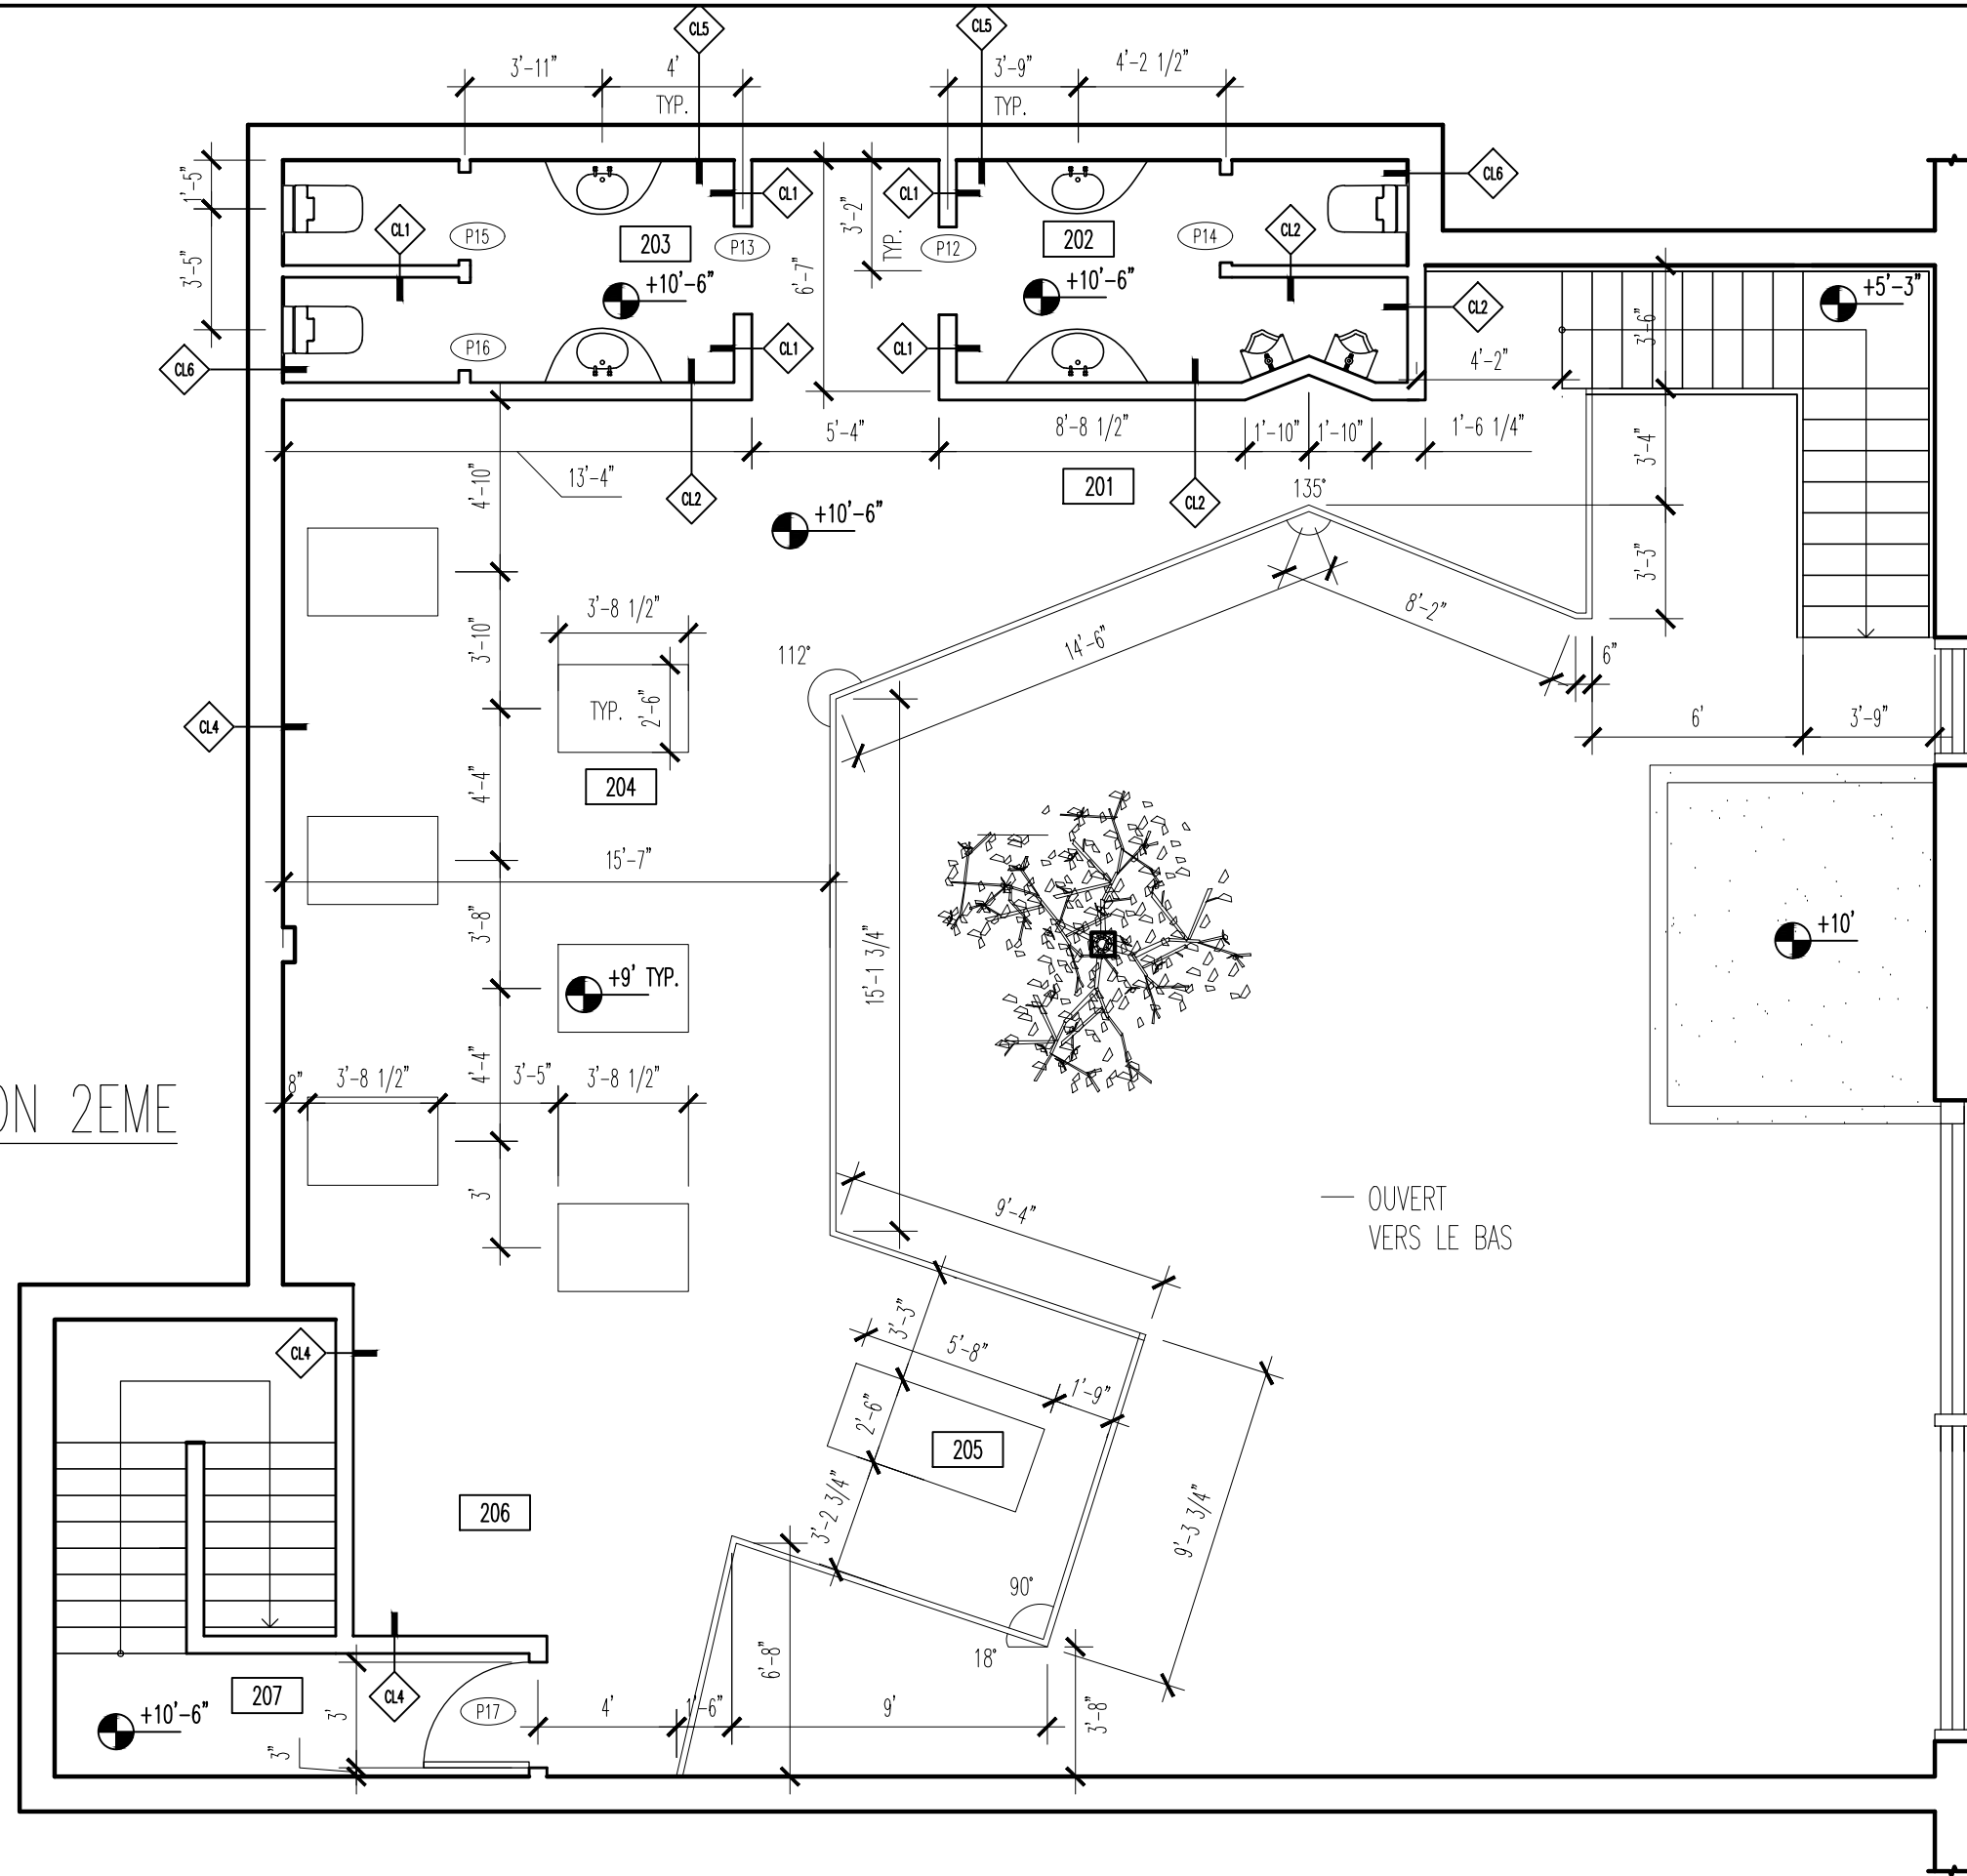 CL5
CL5
3'-11"
4'
TYP.
3'-9"
TYP.
4'-2 1/2"
1'-5"
3'-5"
CL1
P15
203
P13
CL1
3'-2"
TYP.
6'-7"
CL1
P12
202
P14
CL2
CL6
+10'-6"
+10'-6"
CL2
+5'-3"
3'-6"
P16
CL1
CL1
CL6
4'-2"
5'-4"
8'-8 1/2"
1'-10"
1'-10"
1'-6 1/4"
3'-4"
13'-4"
4'-10"
CL2
201
CL2
135°
+10'-6"
3'-3"
3'-8 1/2"
3'-10"
8'-2"
14'-6"
112°
6"
TYP.
2'-6"
CL4
6'
3'-9"
4'-4"
204
15'-7"
3'-8"
15'-1 3/4"
+10'
+9' TYP.
4'-4"
8"
3'-8 1/2"
3'-5"
3'-8 1/2"
ON 2EME
3'
9'-4"
OUVERT
VERS LE BAS
3'-3"
CL4
5'-8"
1'-9"
2'-6"
205
206
3'-2 3/4"
9'-3 3/4"
90°
18°
6'-8"
207
CL4
P17
+10'-6"
3'
4'
1'-6"
9'
3'-8"
3"